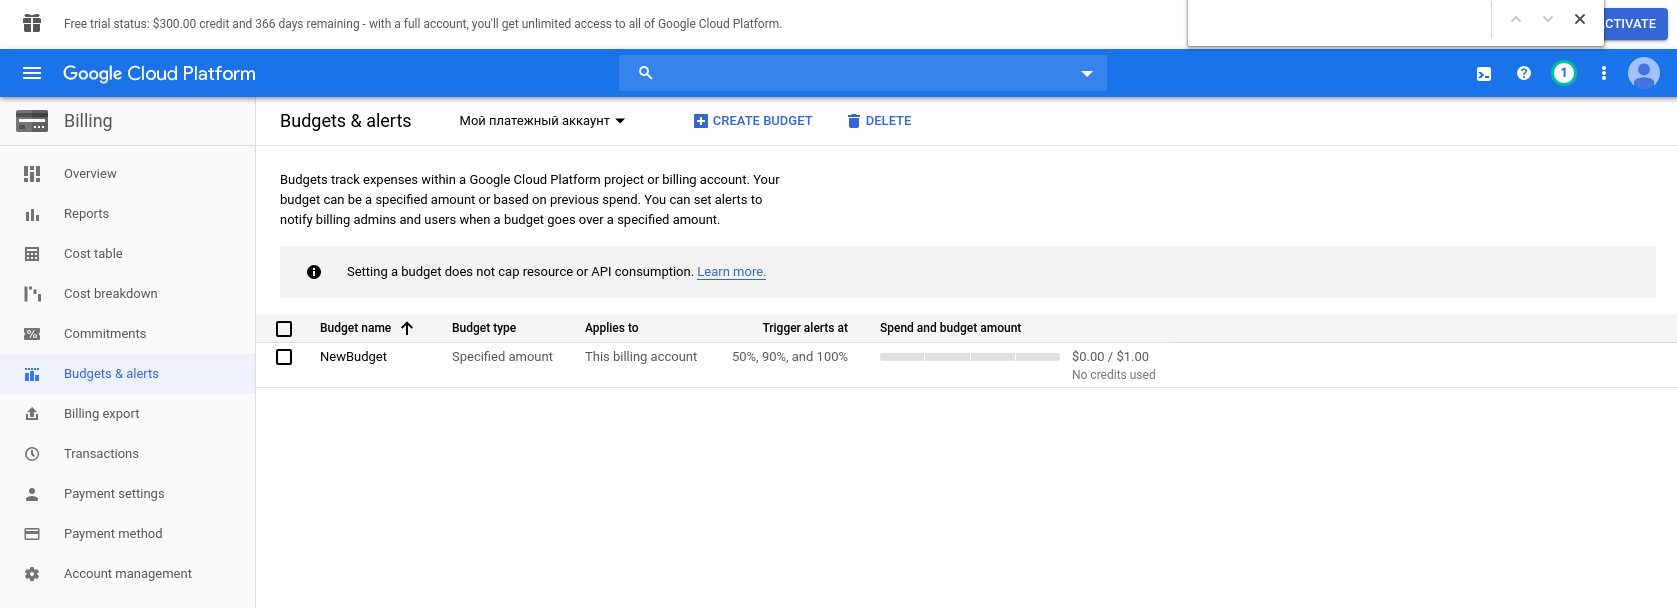 Free trial status: $300.00 credit and 366 days remaining - with a full account, you'll get unlimited access to all of Google Cloud Platform.
CTIVATE
Google Cloud Platform
1
Billing
Budgets & alerts
Мой платежный аккаунт
CREATE BUDGET
DELETE
Overview
Reports
Cost table
Cost breakdown
Commitments
Budgets & alerts
Billing export
Transactions
Payment settings
Payment method
Account management
Budgets track expenses within a Google Cloud Platform project or billing account. Your
budget can be a specified amount or based on previous spend. You can set alerts to
notify billing admins and users when a budget goes over a specified amount.
Setting a budget does not cap resource or API consumption. Learn more.
Budget name Budget type Applies to Trigger alerts at Spend and budget amount
NewBudget Specified amount This billing account 50%, 90%, and 100% $0.00 / $1.00
No credits used